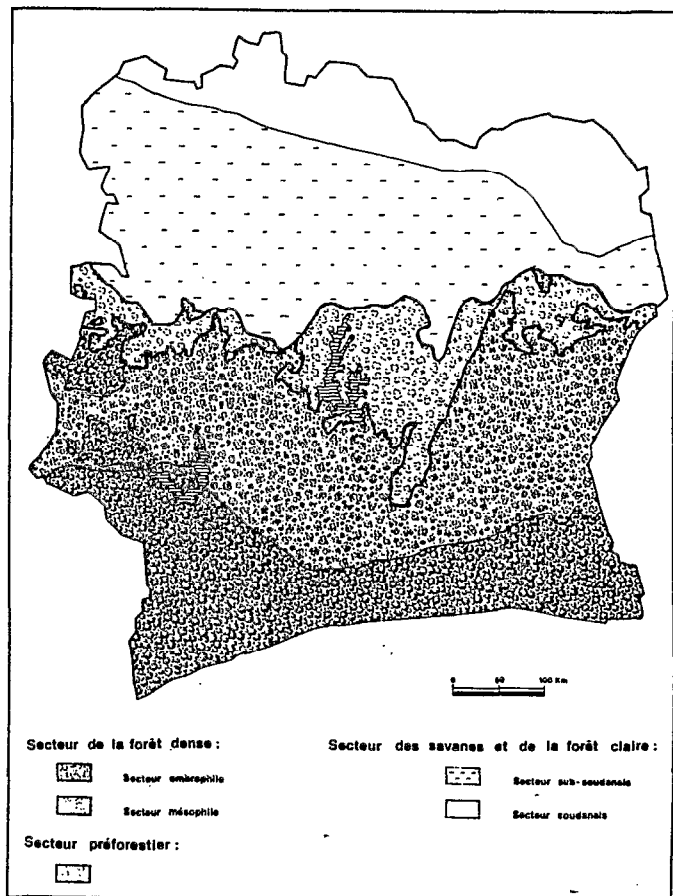 0 50 100 Km
Secteur de la forêt dense :
Secteur ombrophile
Secteur mésophile
Secteur préforestier :
Secteur des savanes et de la forêt claire :
Secteur sub-soudanais
Secteur soudanais